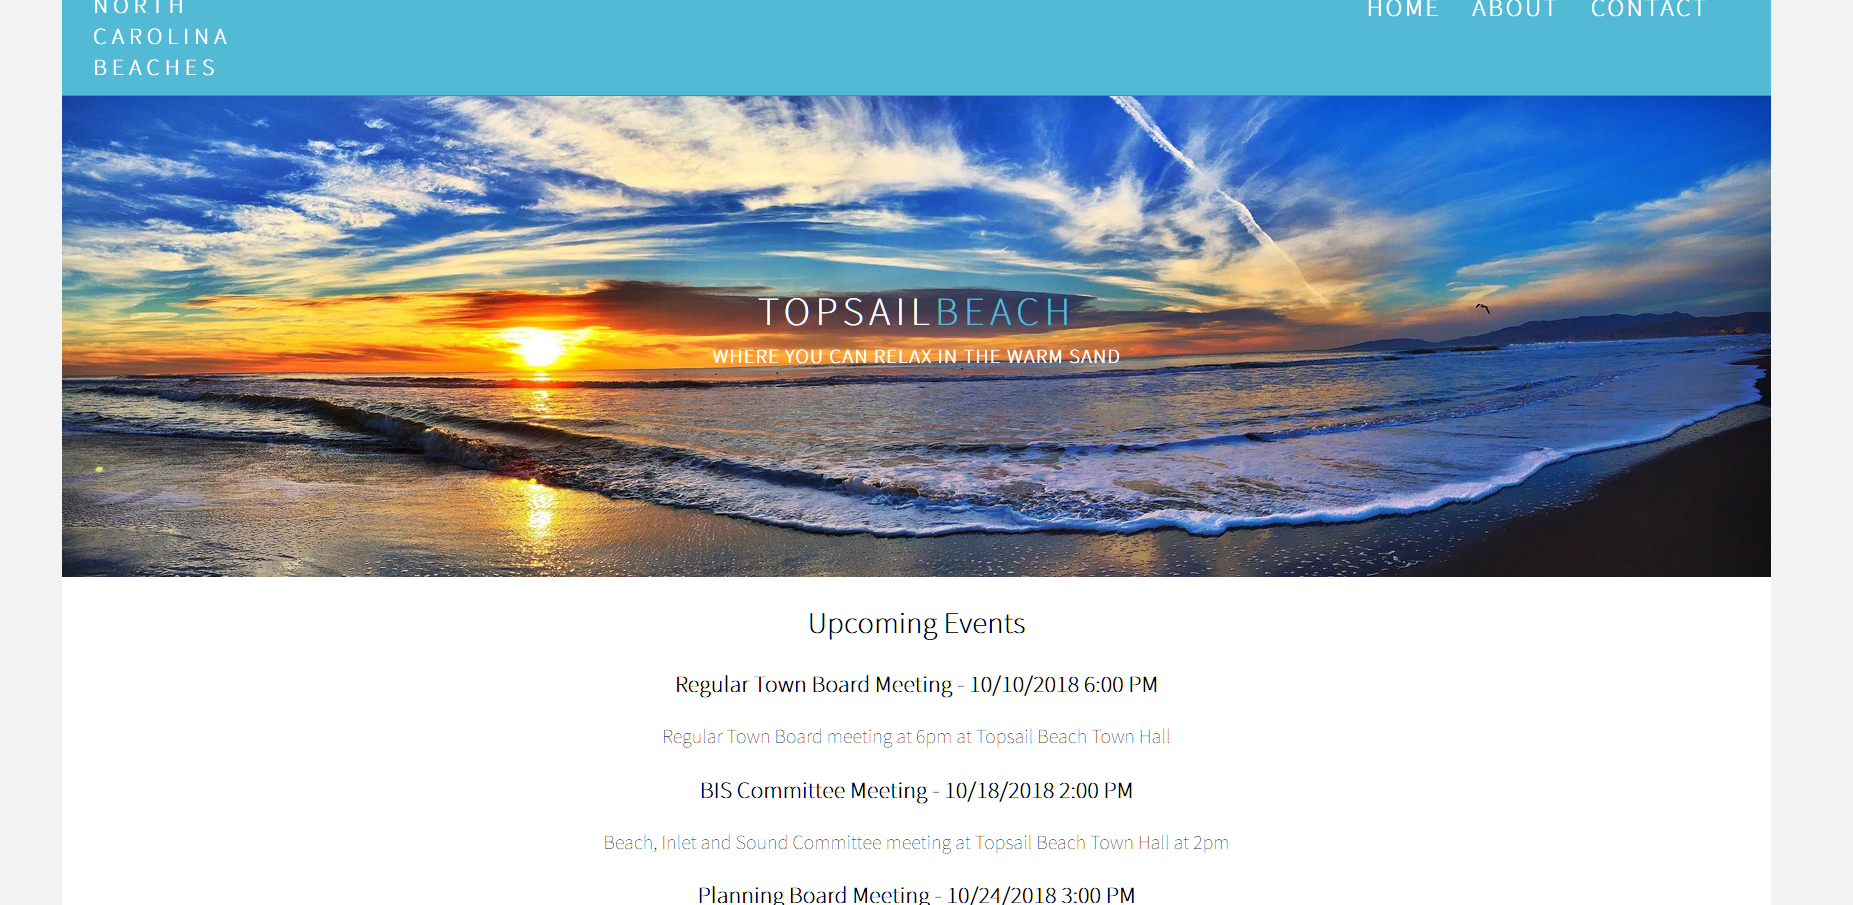 NORTH
CAROLINA
BEACHES
HOME ABOUT CONTACT
TOPSAILBEACH
WHERE YOU CAN RELAX IN THE WARM SAND
Upcoming Events
Regular Town Board Meeting - 10/10/2018 6:00 PM
Regular Town Board meeting at 6pm at Topsail Beach Town Hall
BIS Committee Meeting - 10/18/2018 2:00 PM
Beach, Inlet and Sound Committee meeting at Topsail Beach Town Hall at 2pm
Planning Board Meeting - 10/24/2018 3:00 PM